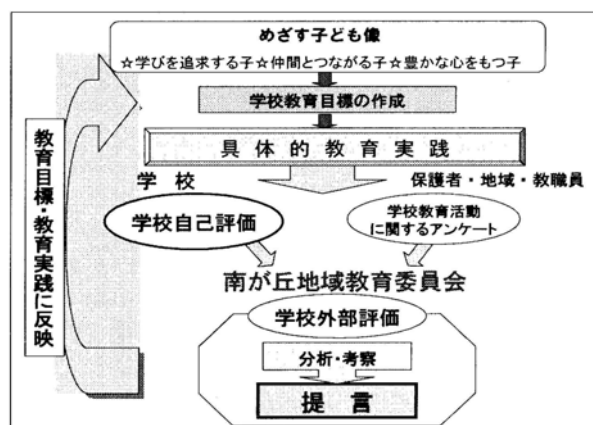 めざす子ども像
☆学びを追求する子☆仲間とつながる子☆豊かな心をもつ子
学校教育目標の作成
具体的教育実践
学校
保護者・地域・教職員
学校自己評価
学校教育活動
に関するアンケート
南が丘地域教育委員会
学校外部評価
分析・考察
提言
教育目標・教育実践に反映